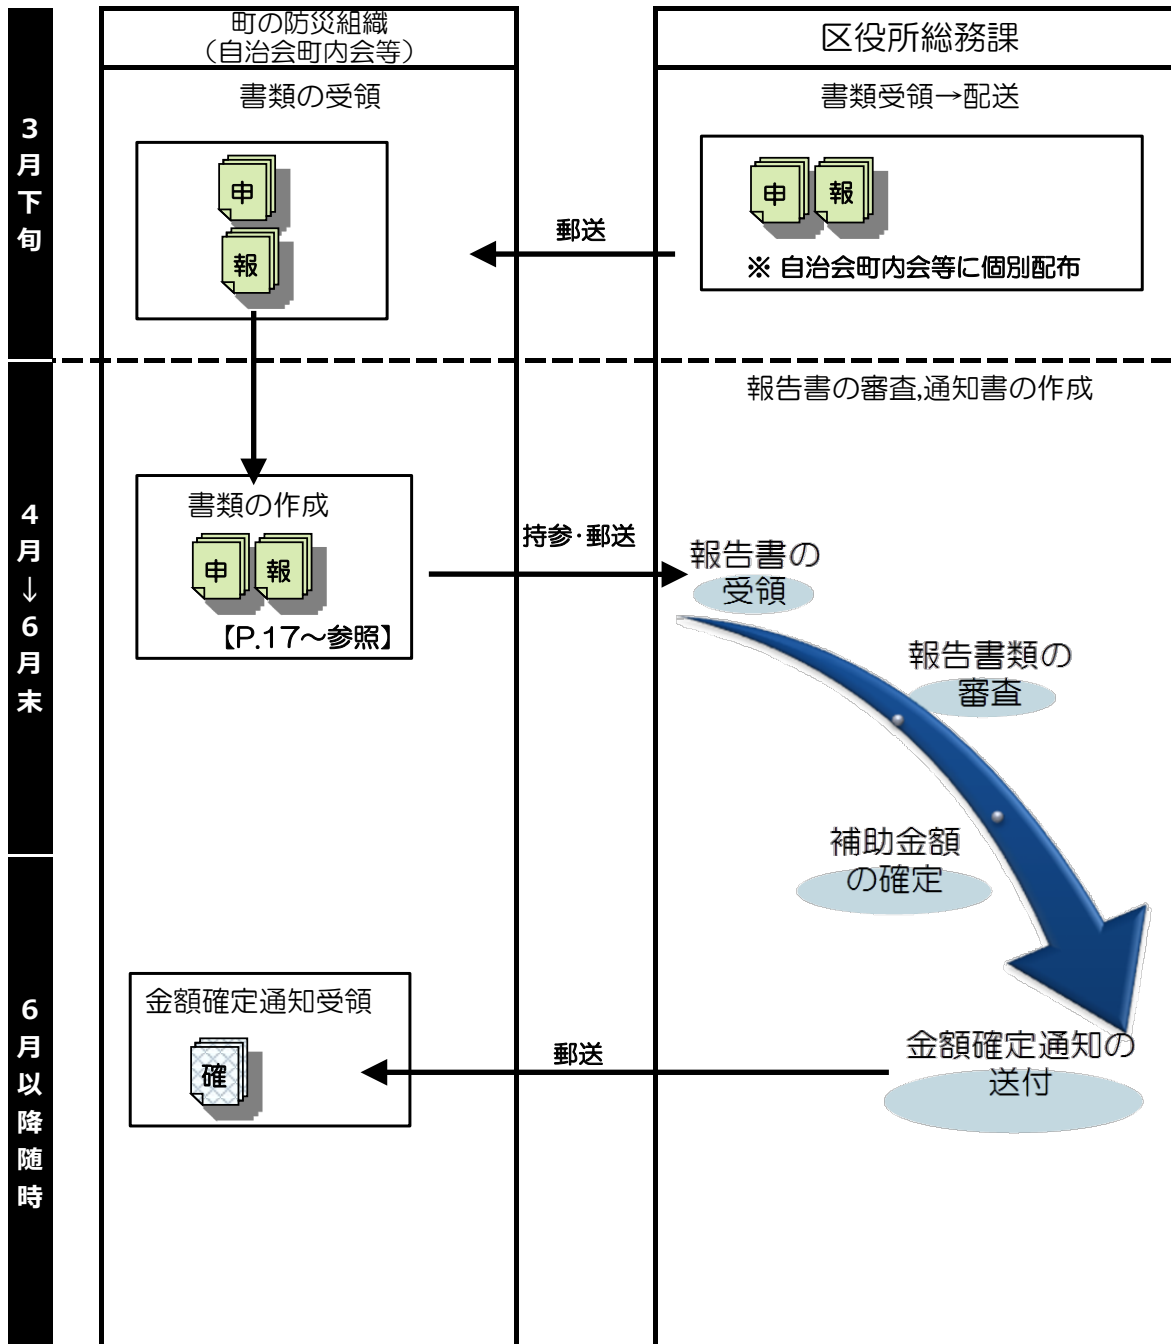 町の防災組織
（自治会町内会等）
区役所総務課
3月下旬
書類の受領
書類受領→配送
申
報
申
報
郵送
※ 自治会町内会等に個別配布
4月→6月末
報告書の審査,通知書の作成
書類の作成
申
報
【P.17～参照】
持参・郵送
報告書の
受領
報告書類の
審査
補助金額
の確定
6月以降随時
金額確定通知受領
確
郵送
金額確定通知の
送付